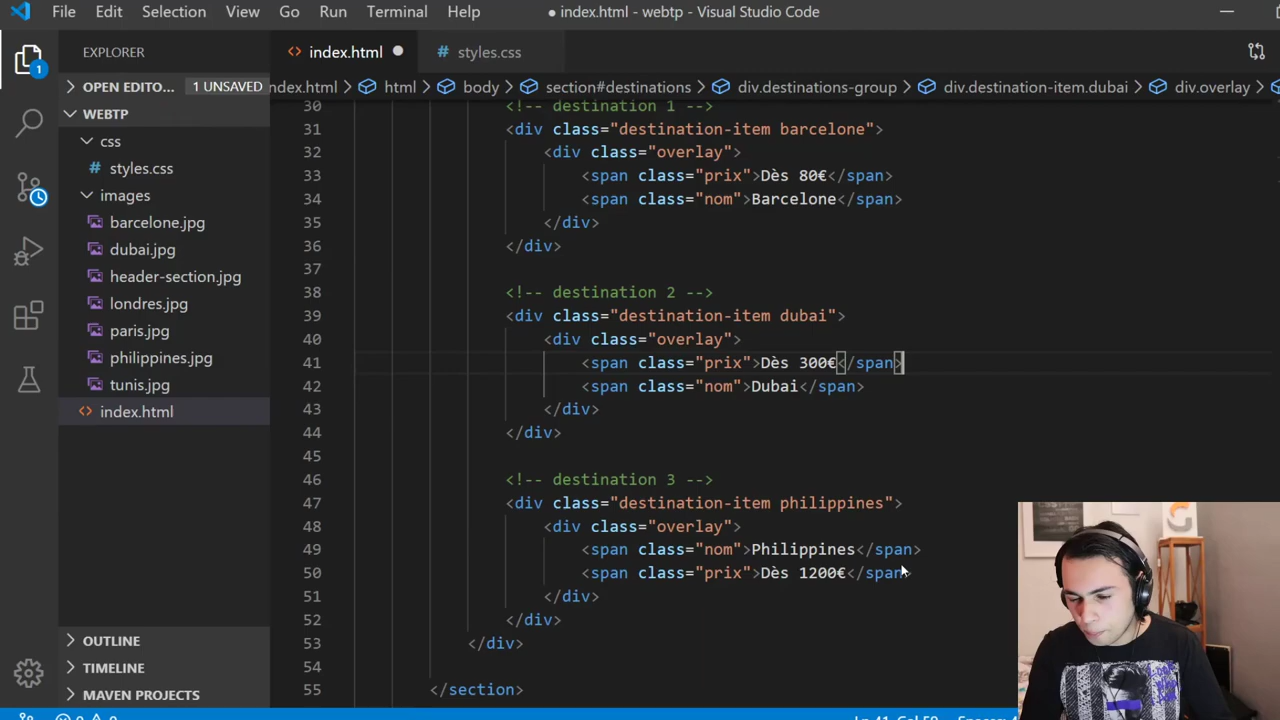 File Edit Selection View Go Run Terminal Help
● index.html - webtp - Visual Studio Code
EXPLORER
OPEN EDITO... 1 UNSAVED
WEBTP
css
# styles.css
images
barcelone.jpg
dubai.jpg
header-section.jpg
londres.jpg
paris.jpg
philippines.jpg
tunis.jpg
<> index.html
OUTLINE
TIMELINE
MAVEN PROJECTS
1
<> index.html ●
# styles.css
ndex.html > html > body > section#destinations > div.destinations-group > div.destination-item.dubai > div.overlay >
30 <!-- destination 1 -->
31 <div class="destination-item barcelone">
32 <div class="overlay">
33 <span class="prix">Dès 80€</span>
34 <span class="nom">Barcelone</span>
35 </div>
36 </div>
37
38 <!-- destination 2 -->
39 <div class="destination-item dubai">
40 <div class="overlay">
41 <span class="prix">Dès 300€</span>
42 <span class="nom">Dubai</span>
43 </div>
44 </div>
45
46 <!-- destination 3 -->
47 <div class="destination-item philippines">
48 <div class="overlay">
49 <span class="nom">Philippines</span>
50 <span class="prix">Dès 1200€</span>
51 </div>
52 </div>
53 </div>
54
55 </section>